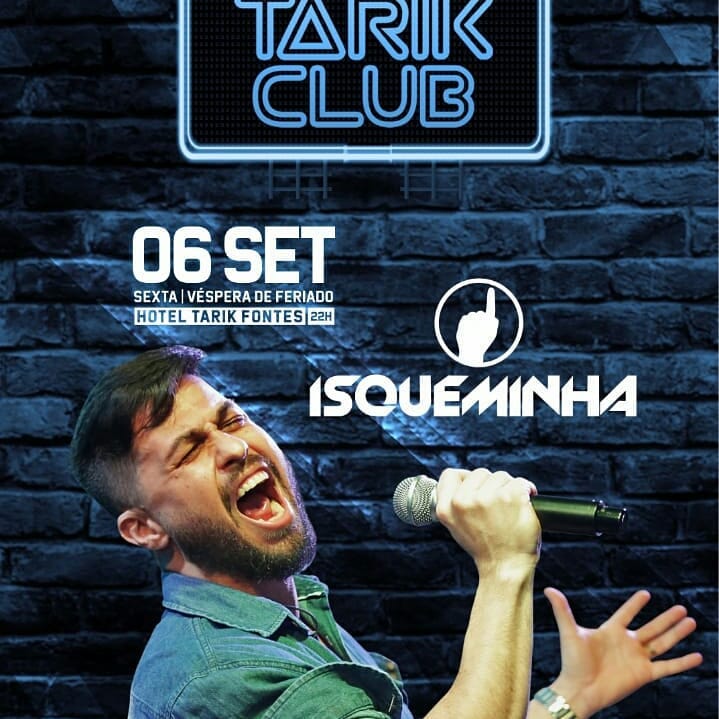 TARIK
CLUB
06 SET
SEXTA | VÉSPERA DE FERIADO
HOTEL TARIK FONTES | 22H
ISQUEMINHA